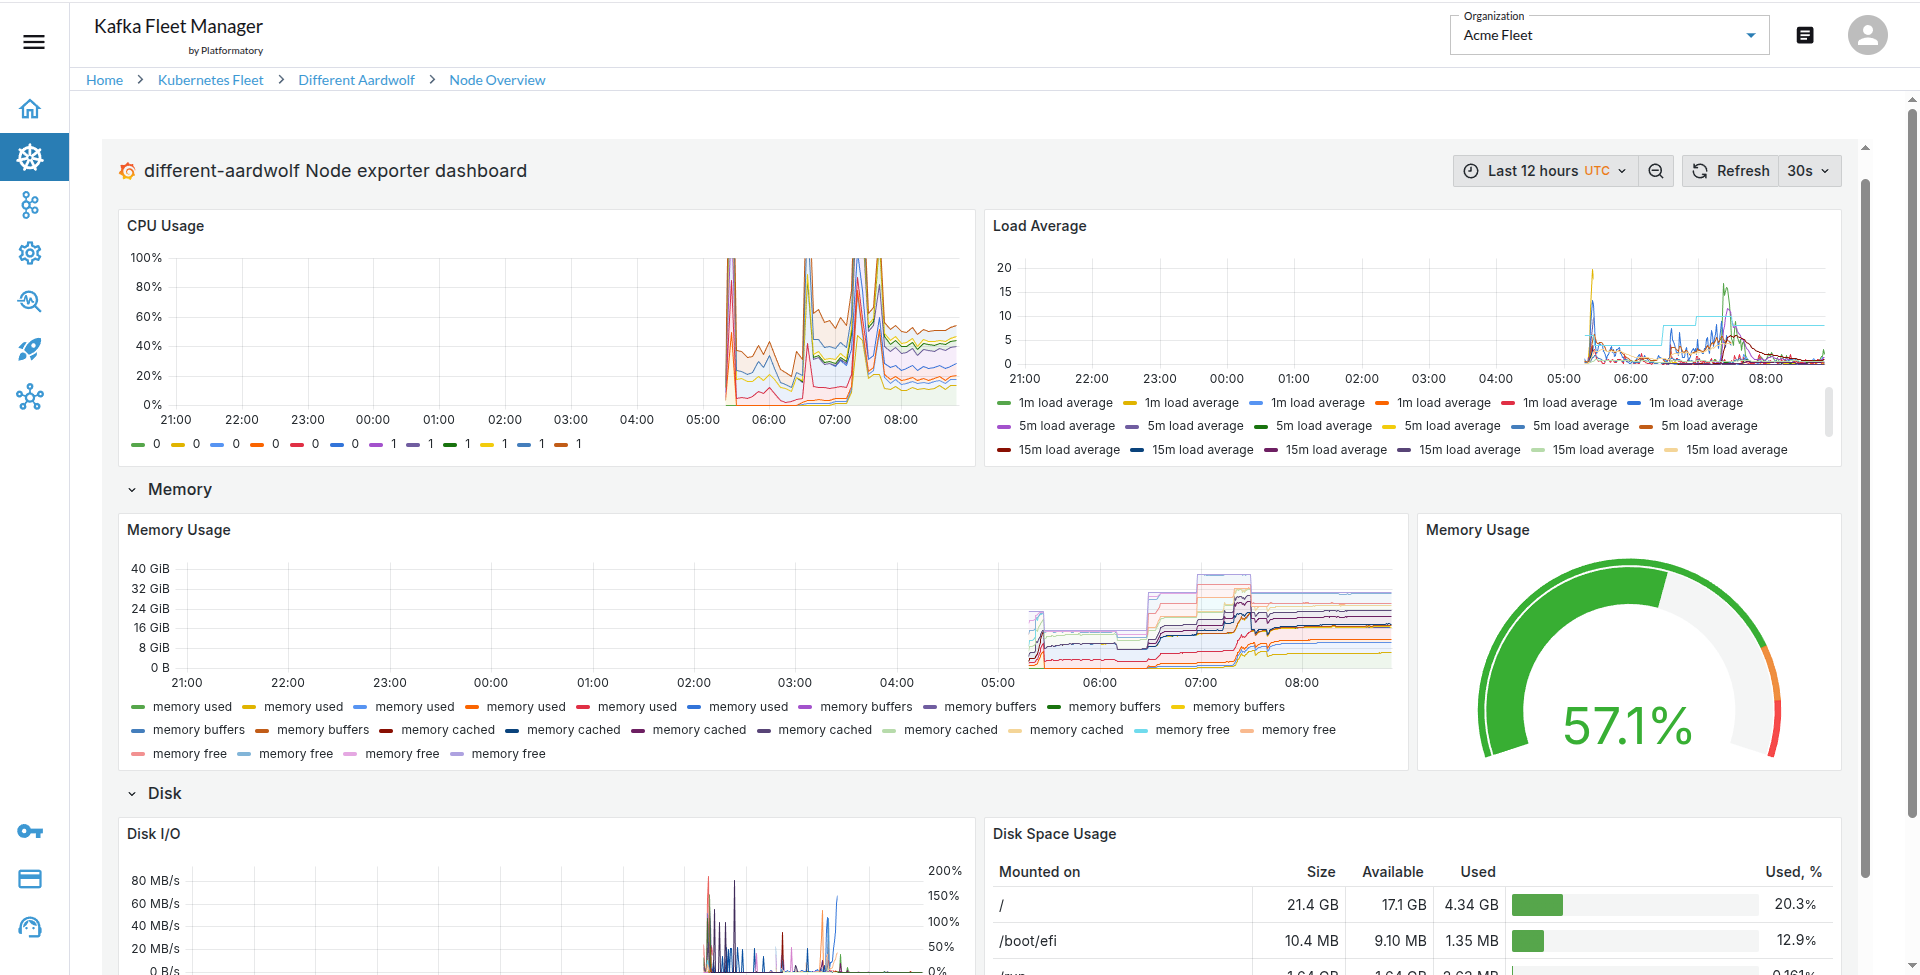 Kafka Fleet Manager
by Platformatory
Organization
Acme Fleet
Home > Kubernetes Fleet > Different Aardwolf > Node Overview
different-aardwolf Node exporter dashboard
Last 12 hours UTC
Refresh
30s
CPU Usage
100%
80%
60%
40%
20%
0%
21:00 22:00 23:00 00:00 01:00 02:00 03:00 04:00 05:00 06:00 07:00 08:00
0 0 0 0 0 0 1 1 1 1 1 1
Load Average
20
15
10
5
0
21:00 22:00 23:00 00:00 01:00 02:00 03:00 04:00 05:00 06:00 07:00 08:00
1m load average 1m load average 1m load average 1m load average 1m load average 1m load average
5m load average 5m load average 5m load average 5m load average 5m load average 5m load average
15m load average 15m load average 15m load average 15m load average 15m load average 15m load average
Memory
Memory Usage
40 GiB
32 GiB
24 GiB
16 GiB
8 GiB
0 B
21:00 22:00 23:00 00:00 01:00 02:00 03:00 04:00 05:00 06:00 07:00 08:00
memory used memory used memory used memory used memory used memory used memory buffers memory buffers memory buffers memory buffers
memory buffers memory buffers memory cached memory cached memory cached memory cached memory cached memory cached memory free memory free
memory free memory free memory free memory free
Memory Usage
57.1%
Disk
Disk I/O
80 MB/s
60 MB/s
40 MB/s
20 MB/s
0 B/s
200%
150%
100%
50%
0%
Disk Space Usage
Mounted on Size Available Used Used, %
/ 21.4 GB 17.1 GB 4.34 GB 20.3%
/boot/efi 10.4 MB 9.10 MB 1.35 MB 12.9%